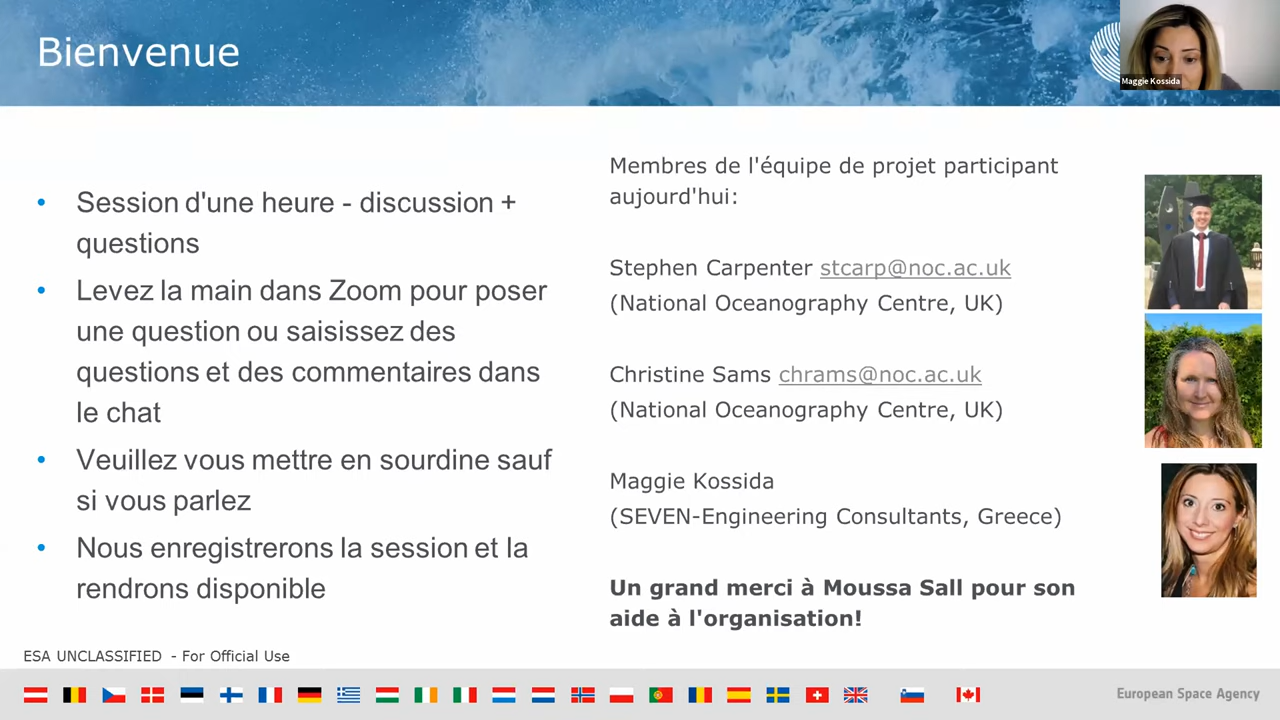 Bienvenue
Maggie Kossida
• Session d'une heure - discussion +
questions
• Levez la main dans Zoom pour poser
une question ou saisissez des
questions et des commentaires dans
le chat
• Veuillez vous mettre en sourdine sauf
si vous parlez
• Nous enregistrerons la session et la
rendrons disponible
Membres de l'équipe de projet participant
aujourd'hui:
Stephen Carpenter stcarp@noc.ac.uk
(National Oceanography Centre, UK)
Christine Sams chrams@noc.ac.uk
(National Oceanography Centre, UK)
Maggie Kossida
(SEVEN-Engineering Consultants, Greece)
Un grand merci à Moussa Sall pour son
aide à l'organisation!
ESA UNCLASSIFIED - For Official Use
European Space Agency